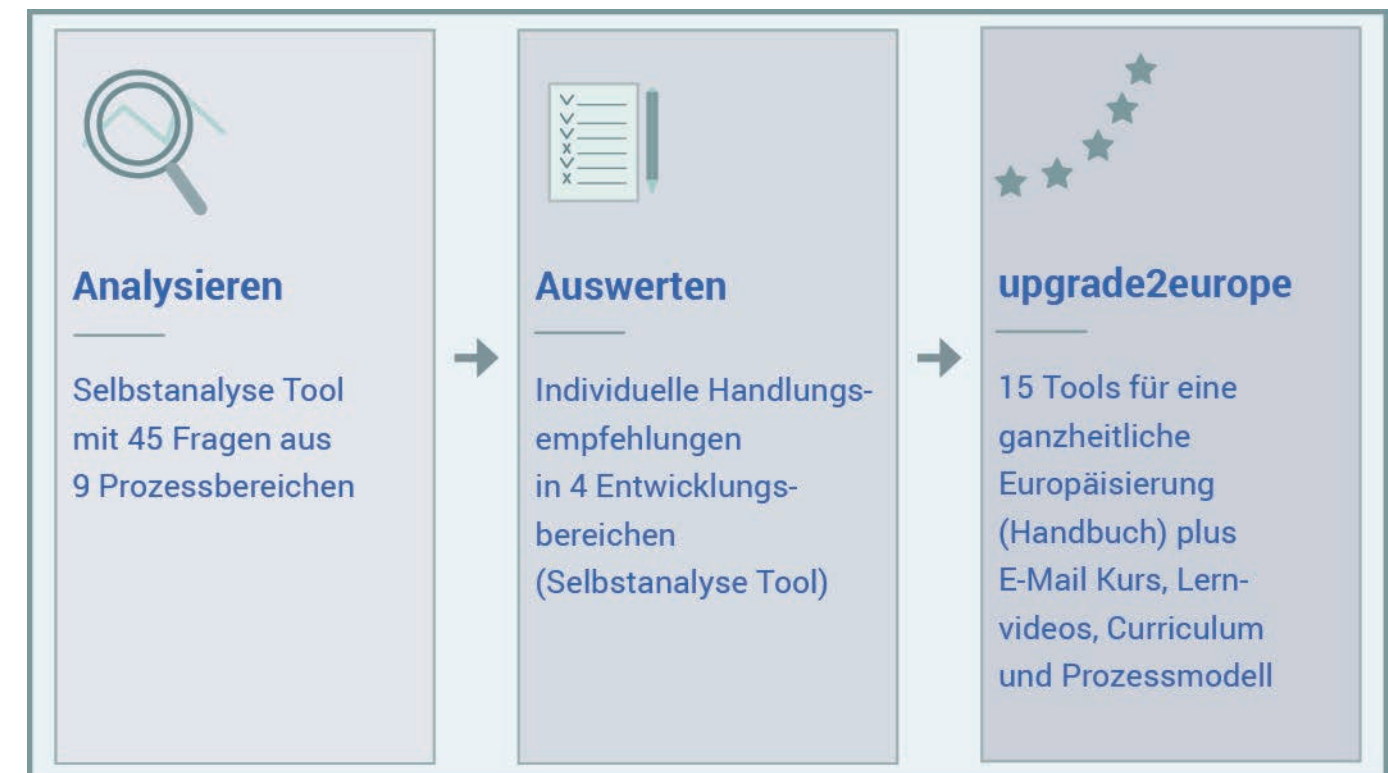 Analysieren
Selbstanalyse Tool
mit 45 Fragen aus
9 Prozessbereichen
Auswerten
Individuelle Handlungs-
empfehlungen
in 4 Entwicklungs-
bereichen
(Selbstanalyse Tool)
upgrade2europe
15 Tools für eine
ganzheitliche
Europäisierung
(Handbuch) plus
E-Mail Kurs, Lern-
videos, Curriculum
und Prozessmodell